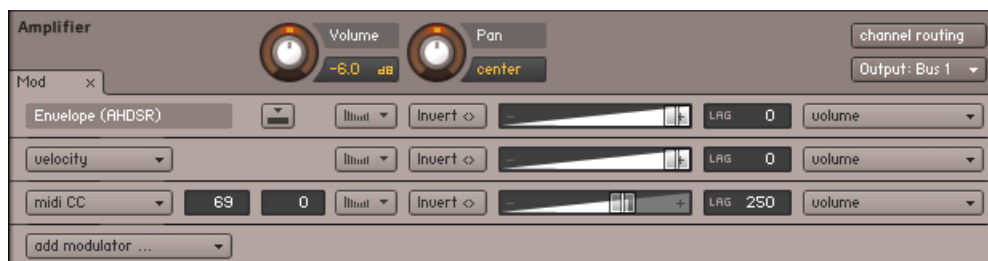 Amplifier
Volume
Pan
channel routing
-6.0 dB
center
Output: Bus 1
Mod x
Envelope (AHDSR)
Invert <>
- +
LAG 0
volume
velocity
Invert <>
- +
LAG 0
volume
midi CC
69
0
Invert <>
- +
LAG 250
volume
add modulator ...